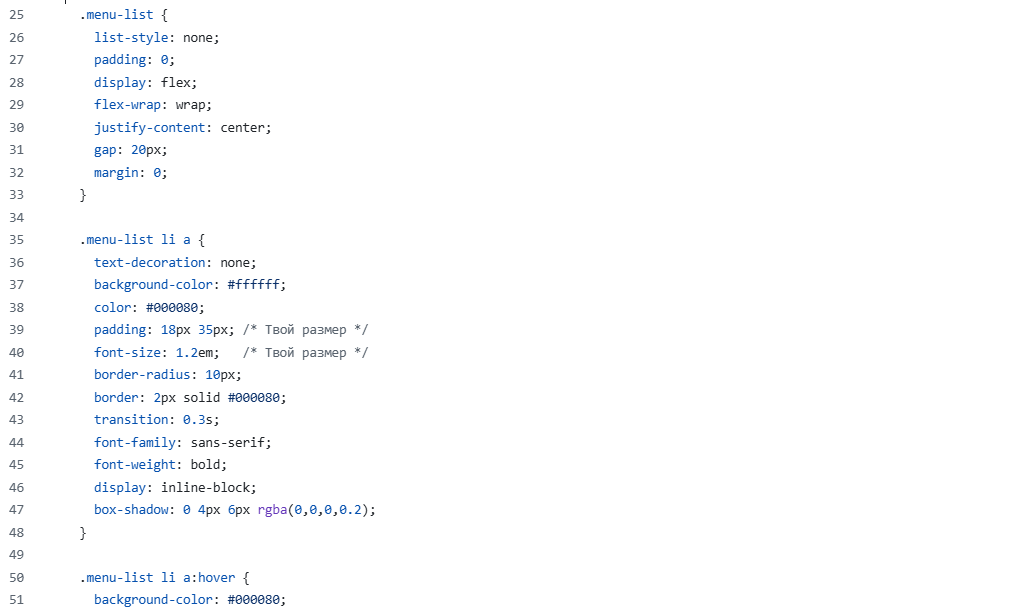 25 .menu-list {
26 list-style: none;
27 padding: 0;
28 display: flex;
29 flex-wrap: wrap;
30 justify-content: center;
31 gap: 20px;
32 margin: 0;
33 }
34
35 .menu-list li a {
36 text-decoration: none;
37 background-color: #ffffff;
38 color: #000080;
39 padding: 18px 35px; /* Твой размер */
40 font-size: 1.2em; /* Твой размер */
41 border-radius: 10px;
42 border: 2px solid #000080;
43 transition: 0.3s;
44 font-family: sans-serif;
45 font-weight: bold;
46 display: inline-block;
47 box-shadow: 0 4px 6px rgba(0,0,0,0.2);
48 }
49
50 .menu-list li a:hover {
51 background-color: #000080;